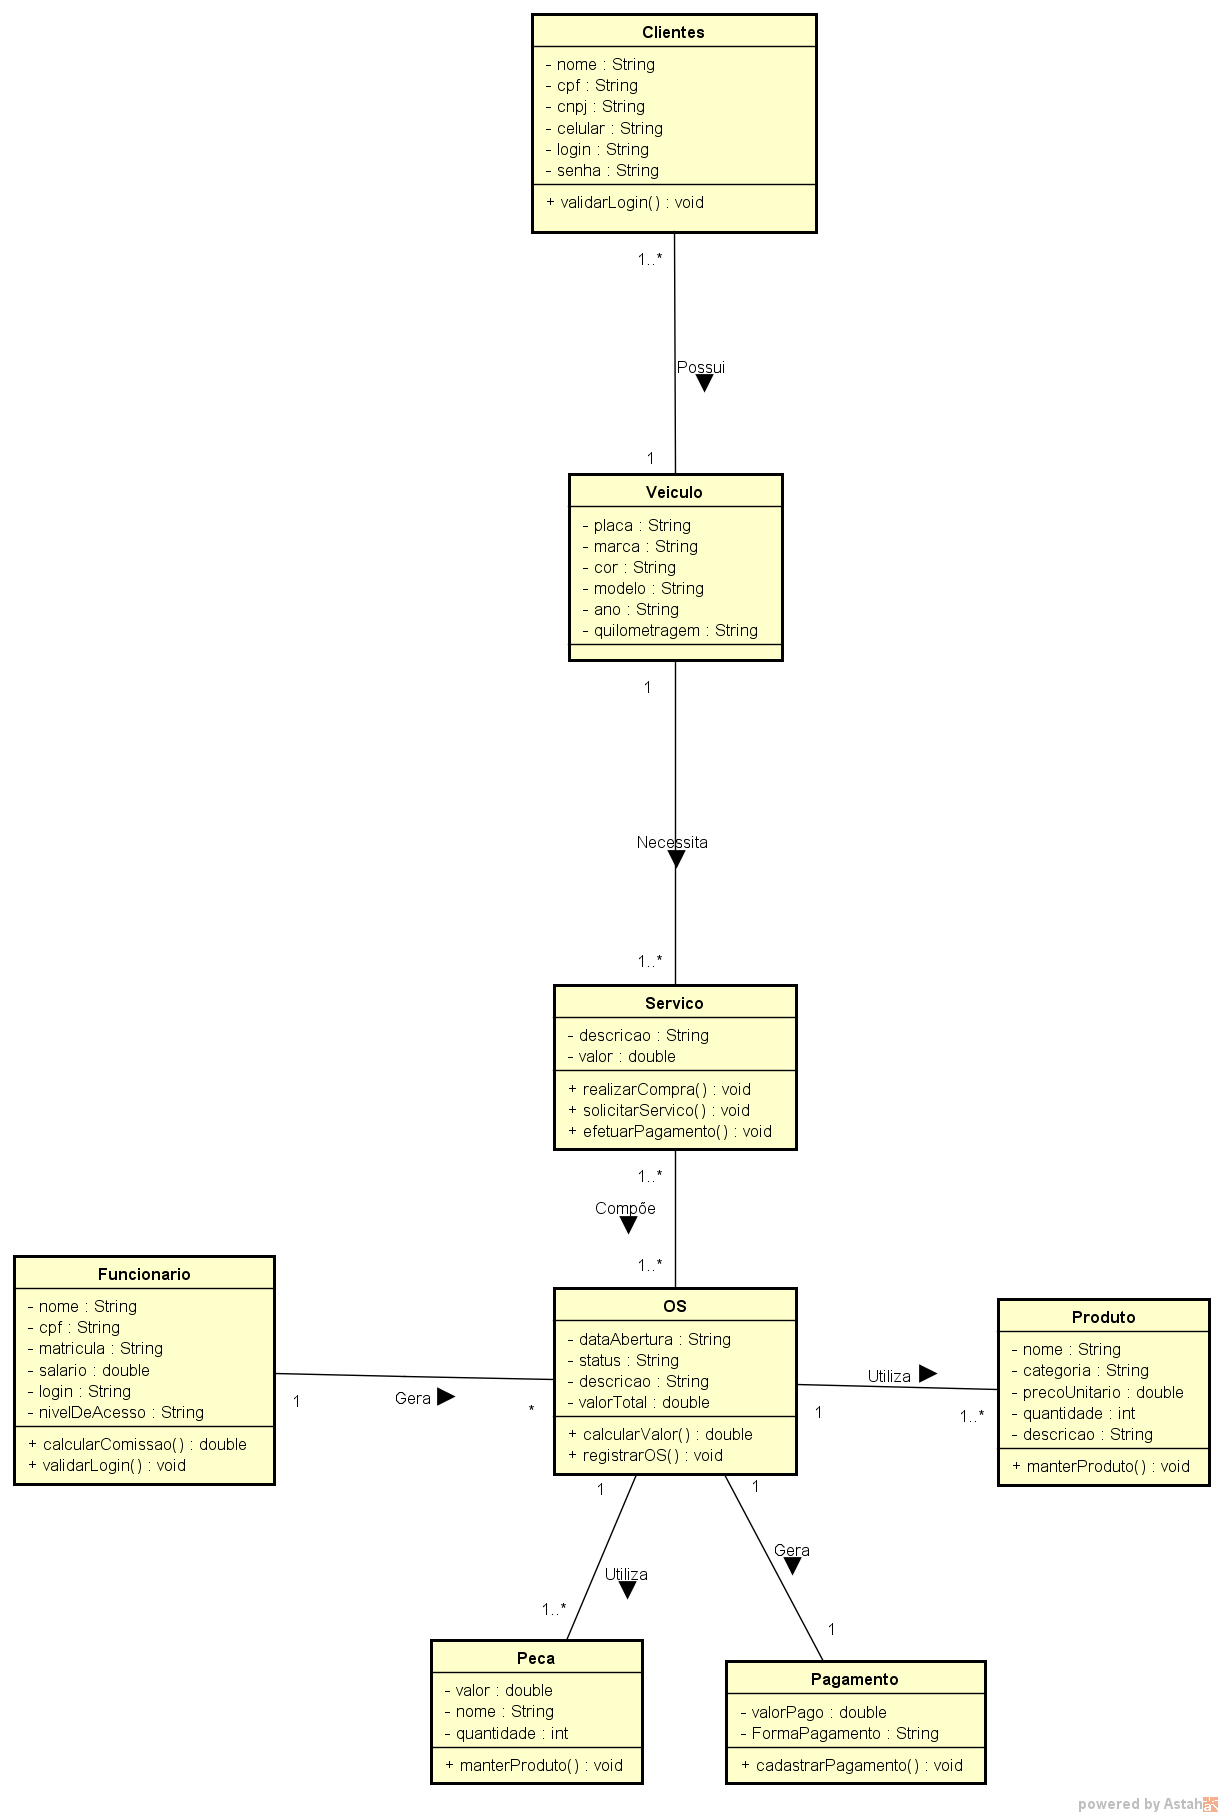 Clientes
- nome : String
- cpf : String
- cnpj : String
- celular : String
- login : String
- senha : String
+ validarLogin() : void
1..*
Possui
1
Veiculo
- placa : String
- marca : String
- cor : String
- modelo : String
- ano : String
- quilometragem : String
1
Necessita
1..*
Servico
- descricao : String
- valor : double
+ realizarCompra() : void
+ solicitarServico() : void
+ efetuarPagamento() : void
1..*
Compõe
1..*
Funcionario
- nome : String
- cpf : String
- matricula : String
- salario : double
- login : String
- nivelDeAcesso : String
+ calcularComissao() : double
+ validarLogin() : void
1
Gera
*
OS
- dataAbertura : String
- status : String
- descricao : String
- valorTotal : double
+ calcularValor() : double
+ registrarOS() : void
Utiliza
1
1..*
Produto
- nome : String
- categoria : String
- precoUnitario : double
- quantidade : int
- descricao : String
+ manterProduto() : void
1
Utiliza
1..*
1
Gera
1
Peca
- valor : double
- nome : String
- quantidade : int
+ manterProduto() : void
Pagamento
- valorPago : double
- FormaPagamento : String
+ cadastrarPagamento() : void
powered by Astah